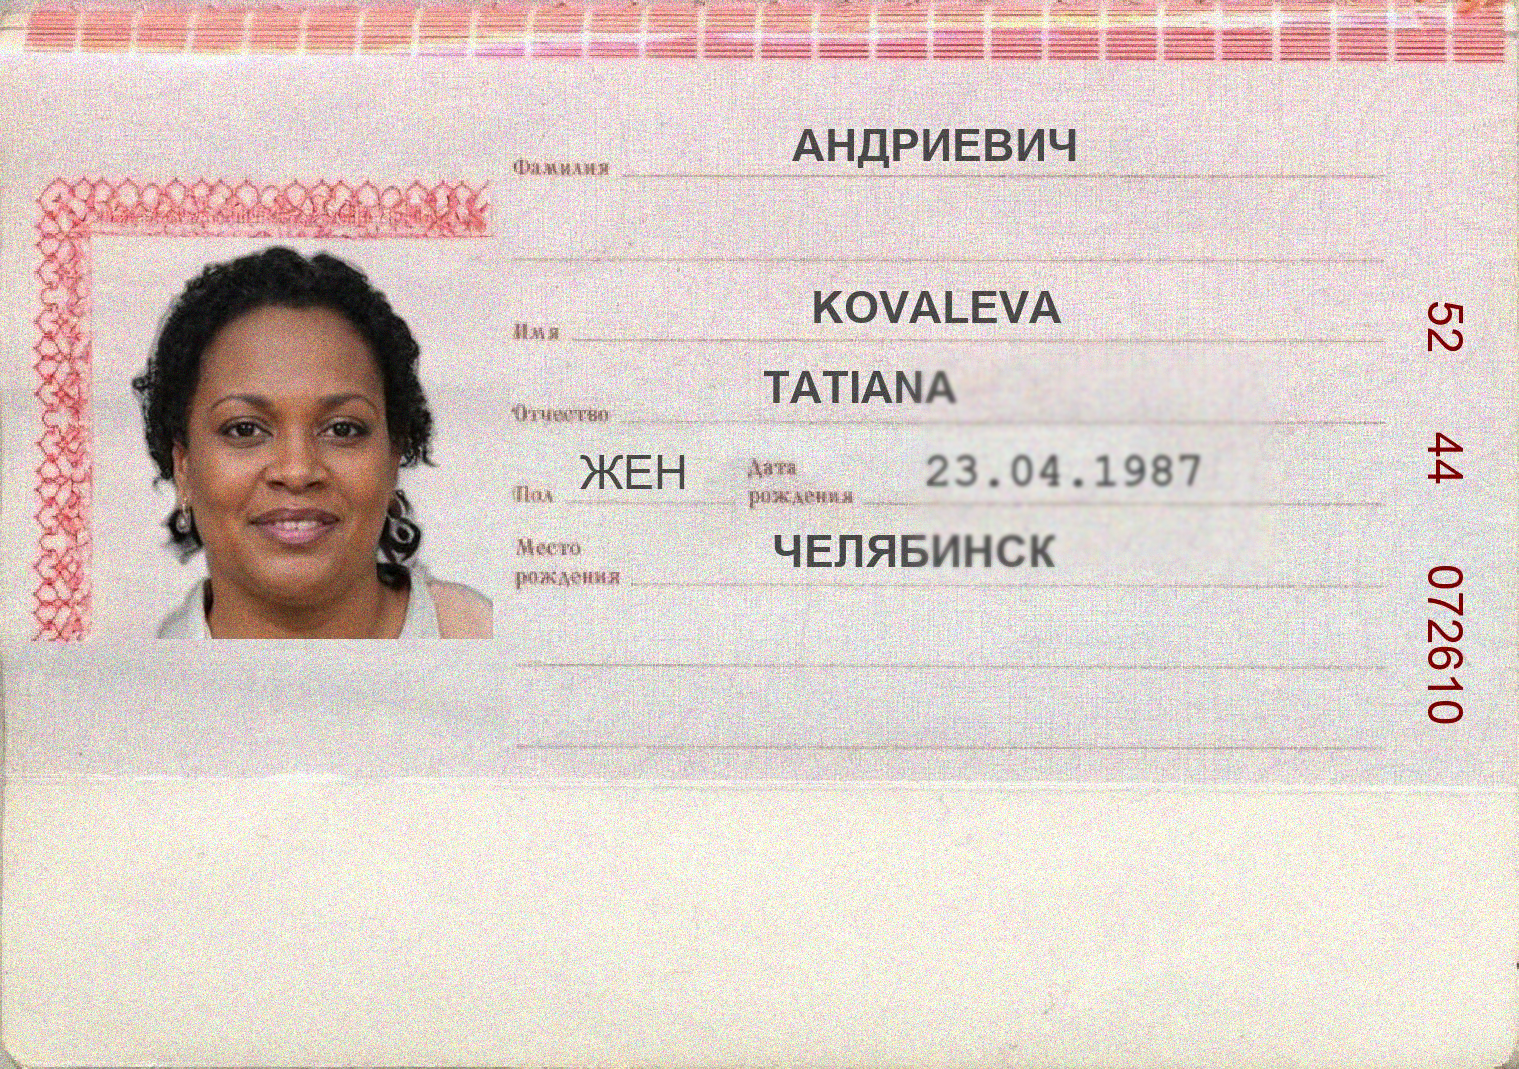 Фамилия АНДРИЕВИЧ
Имя KOVALEVA
Отчество TATIANA
Пол ЖЕН Дата рождения 23.04.1987
Место рождения ЧЕЛЯБИНСК
52 44 072610